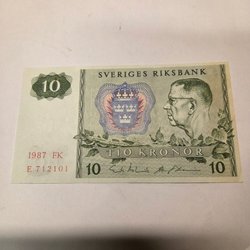 SVERIGES RIKSBANK
10
1987 FK
E 712101
TIO KRONOR
10
10